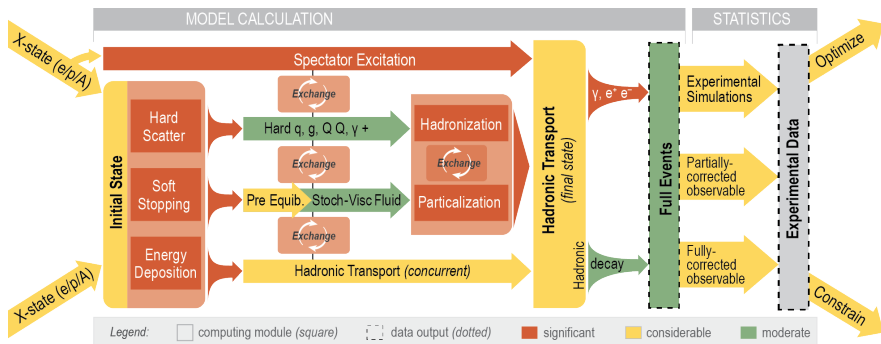 MODEL CALCULATION
STATISTICS
X-state (e/p/A)
Spectator Excitation
Optimize
Initial State
Hard
Scatter
Soft
Stopping
Energy
Deposition
Exchange
Hard q, g, Q Q, γ +
Exchange
Pre Equib.
Stoch-Visc Fluid
Exchange
Hadronic Transport (concurrent)
Hadronization
Exchange
Particalization
Hadronic Transport
(final state)
γ, e⁺ e⁻
Hadronic
decay
Full Events
Experimental
Simulations
Partially-
corrected
observable
Fully-
corrected
observable
Experimental Data
X-state (e/p/A)
Constrain
Legend:
computing module (square)
data output (dotted)
significant
considerable
moderate